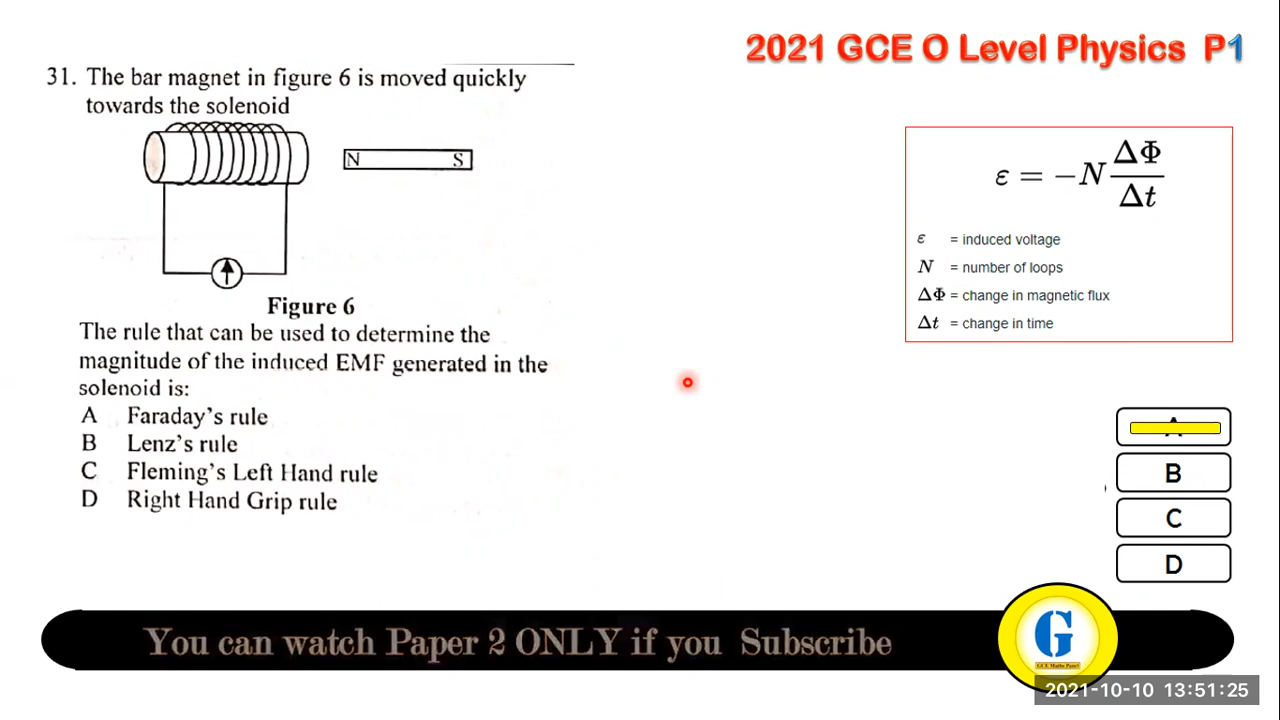 2021 GCE O Level Physics P1
31. The bar magnet in figure 6 is moved quickly
towards the solenoid
N S
Figure 6
The rule that can be used to determine the
magnitude of the induced EMF generated in the
solenoid is:
A Faraday's rule
B Lenz's rule
C Fleming's Left Hand rule
D Right Hand Grip rule
ε = −N ΔΦ/Δt
ε = induced voltage
N = number of loops
ΔΦ = change in magnetic flux
Δt = change in time
A
B
C
D
You can watch Paper 2 ONLY if you Subscribe
G
GCE Maths Pass!
2021-10-10 13:51:25